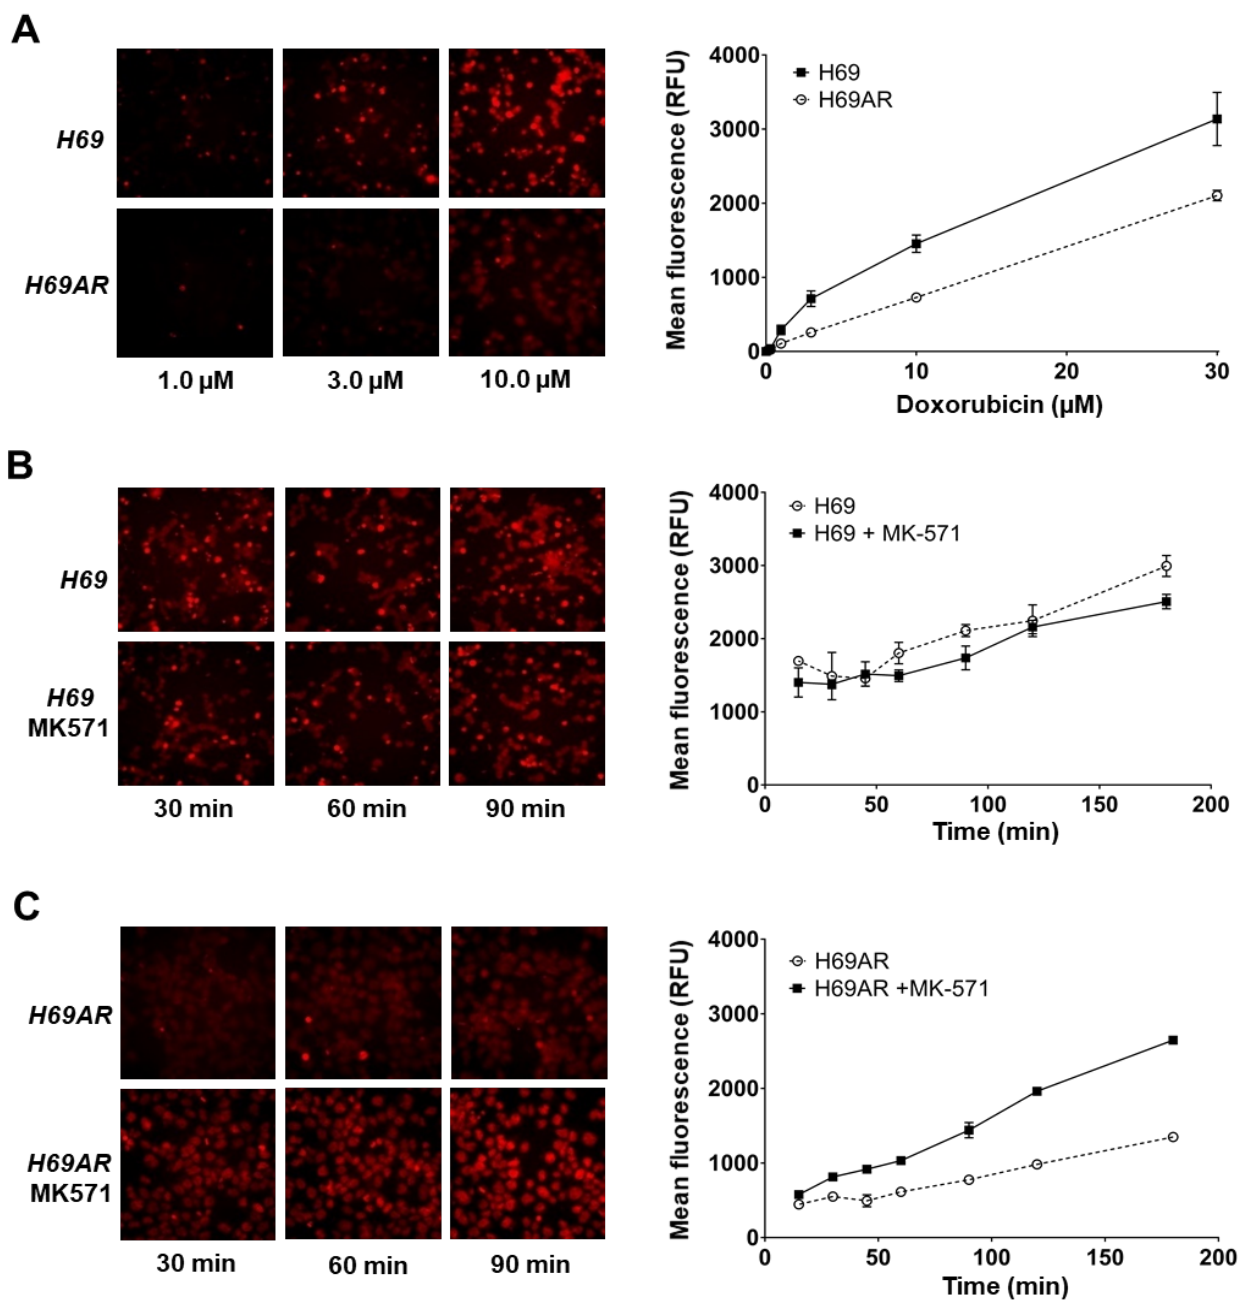 A
H69
H69AR
1.0 µM
3.0 µM
10.0 µM
Mean fluorescence (RFU)
4000
3000
2000
1000
0
H69
H69AR
0
10
20
30
Doxorubicin (µM)
B
H69
H69
MK571
30 min
60 min
90 min
Mean fluorescence (RFU)
4000
3000
2000
1000
0
H69
H69 + MK-571
0
50
100
150
200
Time (min)
C
H69AR
H69AR
MK571
30 min
60 min
90 min
Mean fluorescence (RFU)
4000
3000
2000
1000
0
H69AR
H69AR +MK-571
0
50
100
150
200
Time (min)